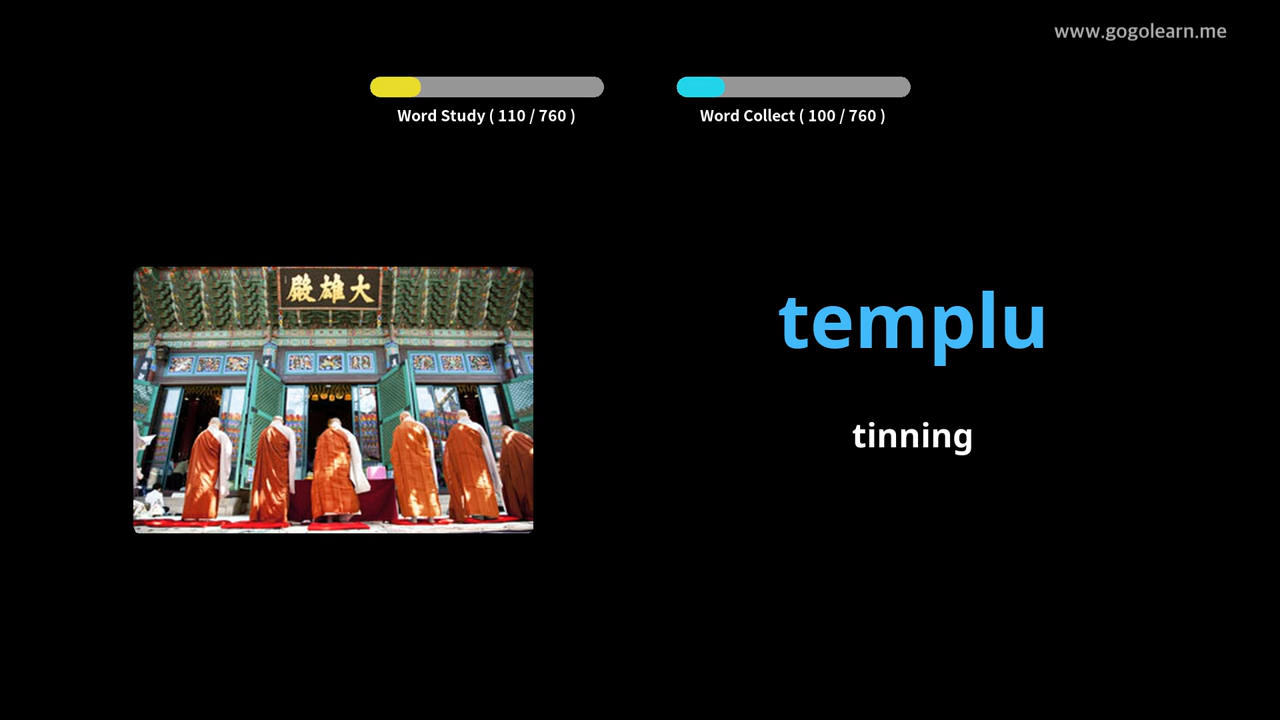 www.gogolearn.me
Word Study ( 110 / 760 )
Word Collect ( 100 / 760 )
殿雄大
templu
tinning